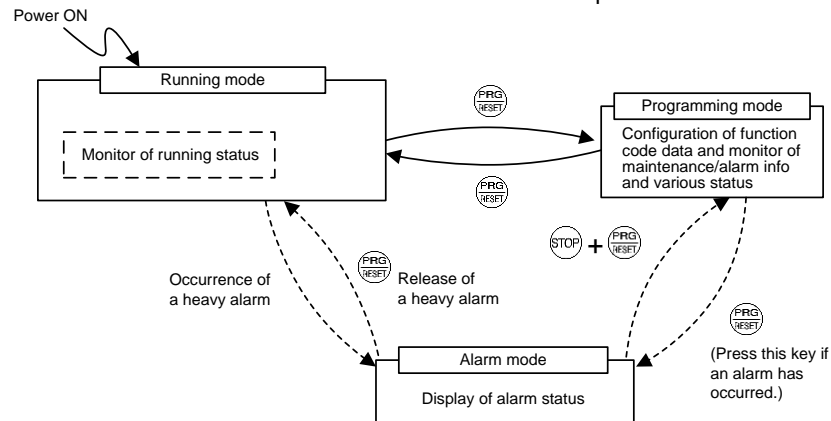 Power ON
Running mode
Monitor of running status
PRG
RESET
PRG
RESET
Programming mode
Configuration of function
code data and monitor of
maintenance/alarm info
and various status
Occurrence of
a heavy alarm
PRG
RESET
Release of
a heavy alarm
STOP + PRG
RESET
PRG
RESET
(Press this key if
an alarm has
occurred.)
Alarm mode
Display of alarm status